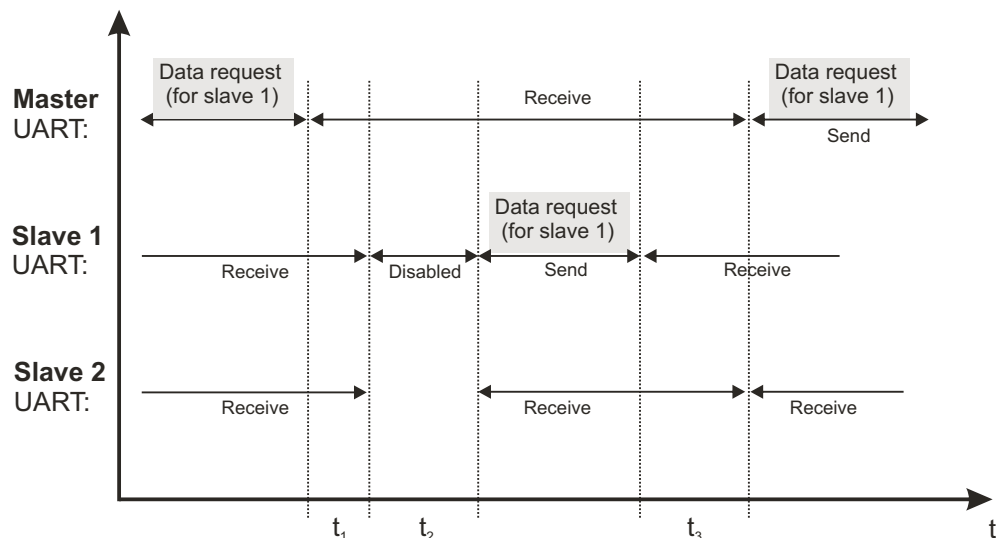 Data request
(for slave 1)
Data request
(for slave 1)
Master
UART:
Receive
Send
Data request
(for slave 1)
Slave 1
UART:
Receive
Disabled
Send
Receive
Slave 2
UART:
Receive
Receive
Receive
t₁
t₂
t₃
t